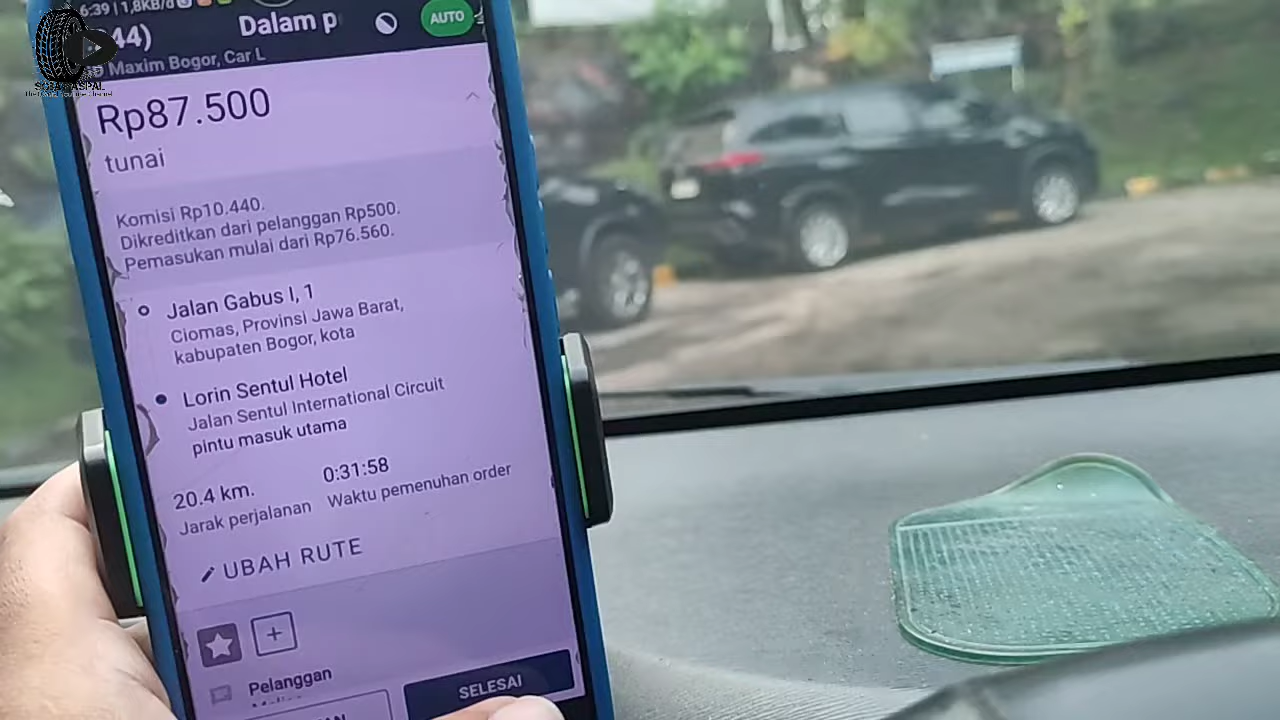 6:39 | 1,8KB/d
44) Dalam p AUTO
Maxim Bogor, Car L
Rp87.500
tunai
Komisi Rp10.440.
Dikreditkan dari pelanggan Rp500.
Pemasukan mulai dari Rp76.560.
Jalan Gabus I, 1
Ciomas, Provinsi Jawa Barat,
kabupaten Bogor, kota
Lorin Sentul Hotel
Jalan Sentul International Circuit
pintu masuk utama
20.4 km. 0:31:58
Jarak perjalanan Waktu pemenuhan order
UBAH RUTE
Pelanggan
SELESAI